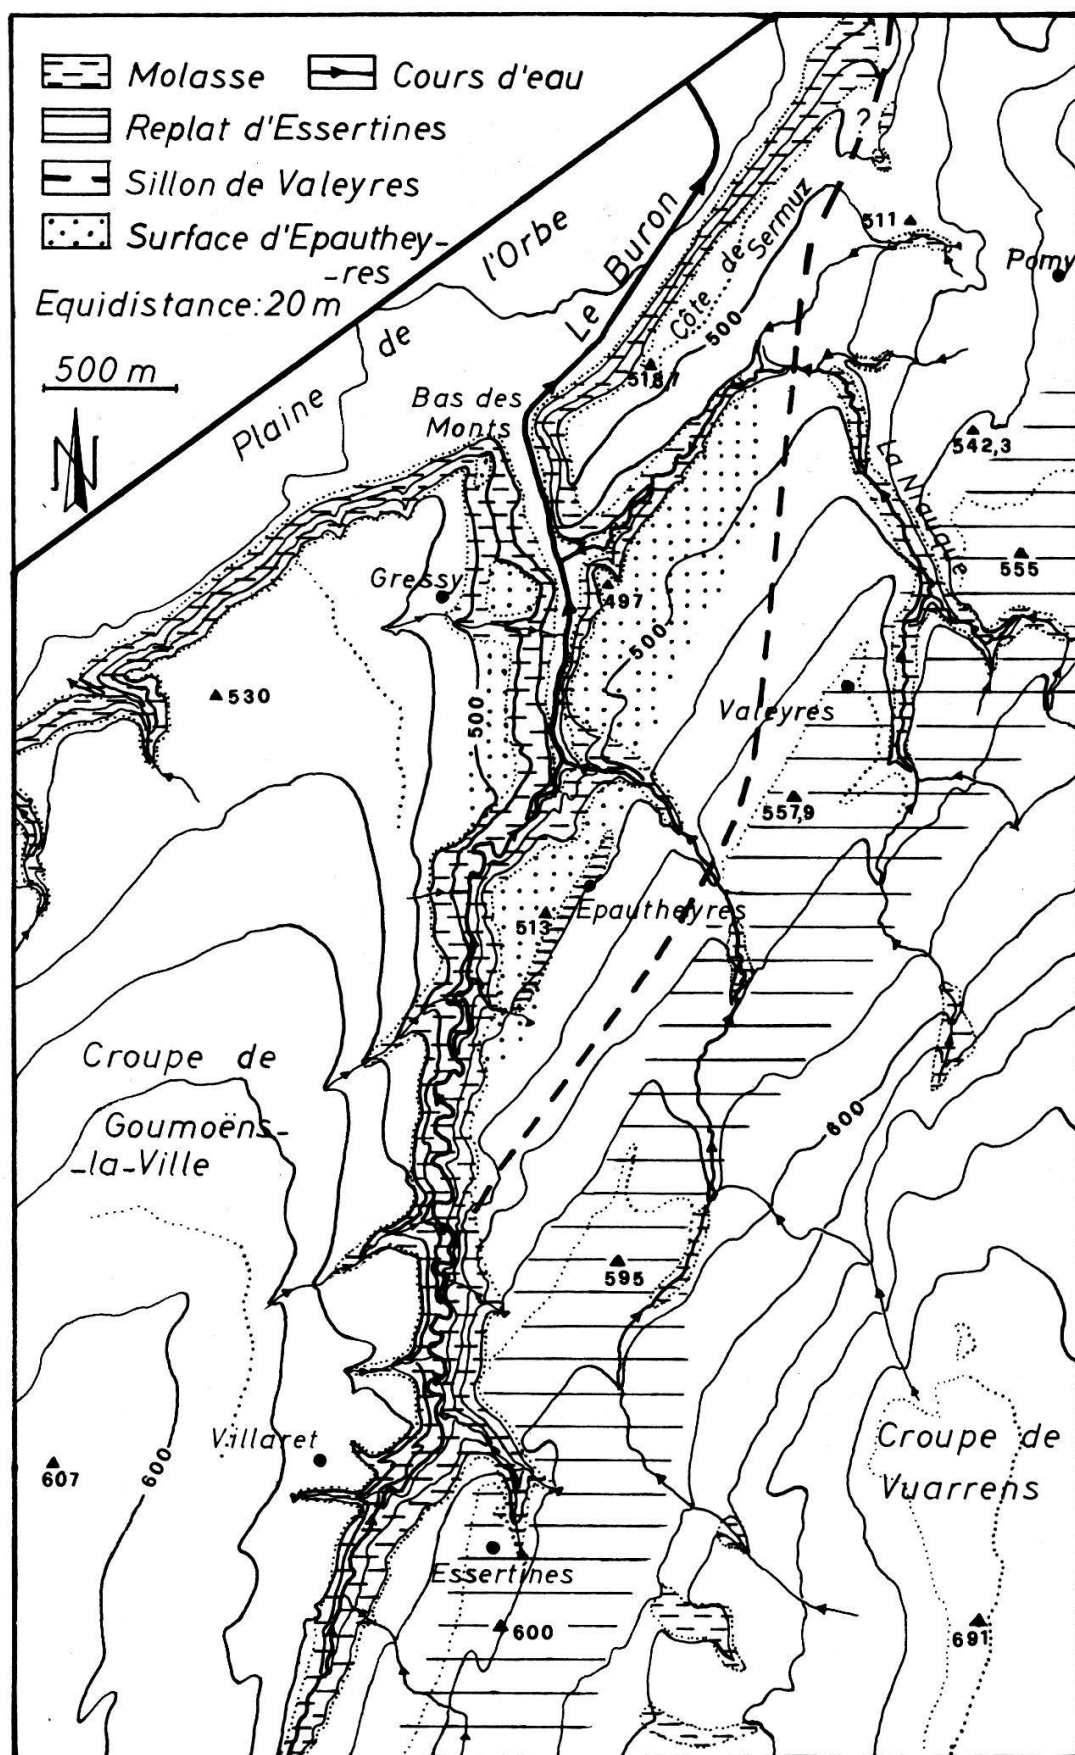 Molasse
Cours d'eau
Replat d'Essertines
Sillon de Valeyres
Surface d'Epauthey-
-res
Equidistance: 20 m
500 m
N
Plaine de l'Orbe
Le Buron
Côte de Sermuz
?
511
Pomy
500
Bas des
Monts
542,3
La Niauque
555
Gressy
497
500
530
500
Valeyres
557,9
Epautheyres
513
Croupe de
Goumoëns-
-la-Ville
600
595
Villaret
607
600
Croupe de
Vuarrens
Essertines
600
691